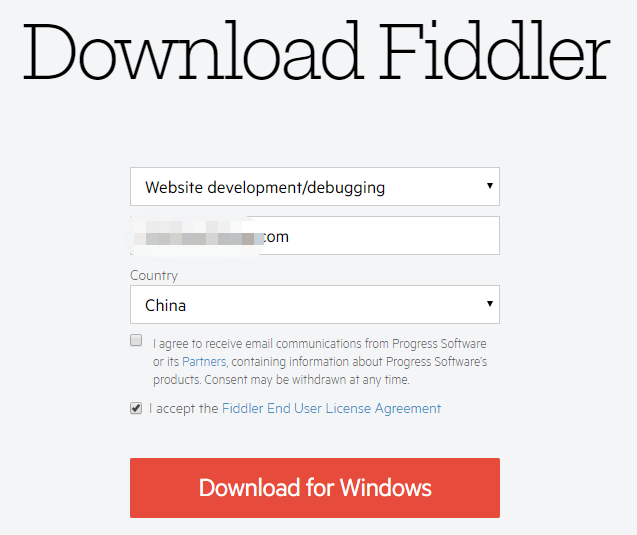 Download Fiddler
Website development/debugging
com
Country
China
I agree to receive email communications from Progress Software
or its Partners, containing information about Progress Software's
products. Consent may be withdrawn at any time.
I accept the Fiddler End User License Agreement
Download for Windows